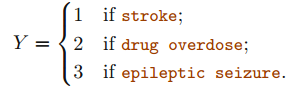 1 if stroke;
Y = 2 if drug overdose;
3 if epileptic seizure.